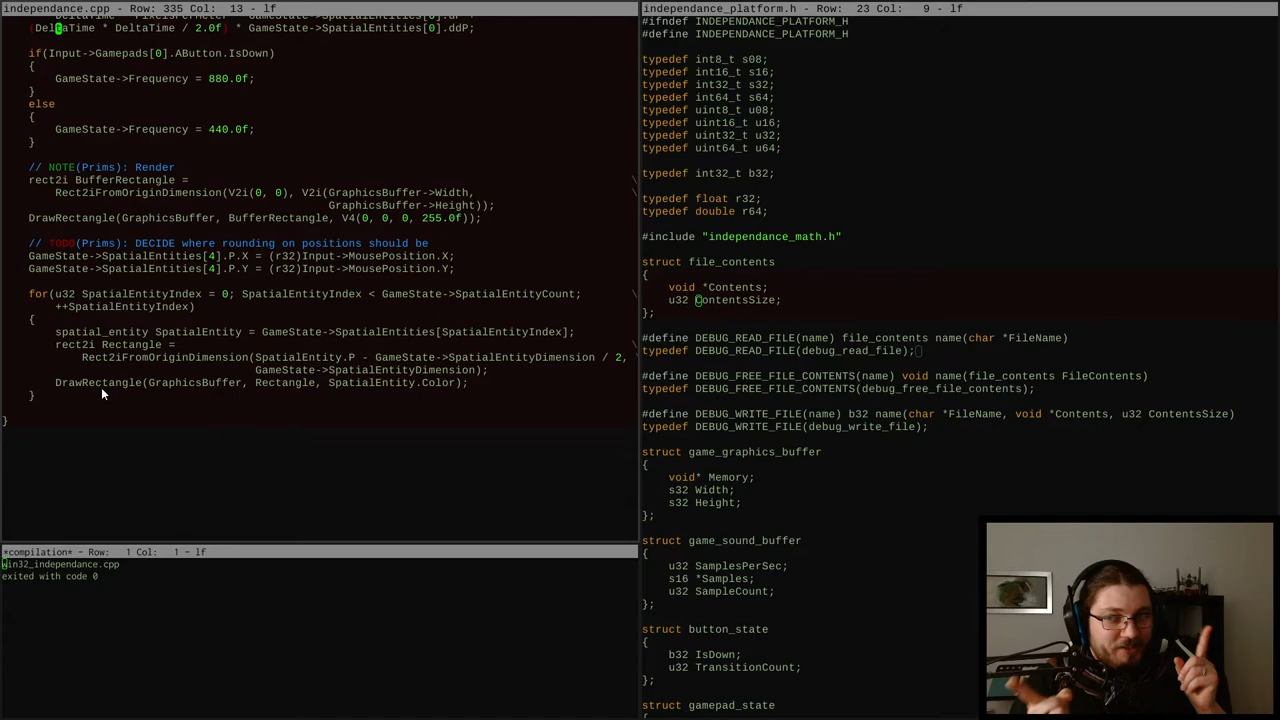 independance.cpp - Row: 335 Col: 13 - lf
DeltaTime * PixelsPerMeter * GameState->SpatialEntities[0].dP +
(DeltaTime * DeltaTime / 2.0f) * GameState->SpatialEntities[0].ddP;
if(Input->Gamepads[0].AButton.IsDown)
{
GameState->Frequency = 880.0f;
}
else
{
GameState->Frequency = 440.0f;
}
// NOTE(Prims): Render
rect2i BufferRectangle =
Rect2iFromOriginDimension(V2i(0, 0), V2i(GraphicsBuffer->Width,
GraphicsBuffer->Height));
DrawRectangle(GraphicsBuffer, BufferRectangle, V4(0, 0, 0, 255.0f));
// TODO(Prims): DECIDE where rounding on positions should be
GameState->SpatialEntities[4].P.X = (r32)Input->MousePosition.X;
GameState->SpatialEntities[4].P.Y = (r32)Input->MousePosition.Y;
for(u32 SpatialEntityIndex = 0; SpatialEntityIndex < GameState->SpatialEntityCount;
++SpatialEntityIndex)
{
spatial_entity SpatialEntity = GameState->SpatialEntities[SpatialEntityIndex];
rect2i Rectangle =
Rect2iFromOriginDimension(SpatialEntity.P - GameState->SpatialEntityDimension / 2,
GameState->SpatialEntityDimension);
DrawRectangle(GraphicsBuffer, Rectangle, SpatialEntity.Color);
}
}
*compilation* - Row: 1 Col: 1 - lf
win32_independance.cpp
exited with code 0
independance_platform.h - Row: 23 Col: 9 - lf
#ifndef INDEPENDANCE_PLATFORM_H
#define INDEPENDANCE_PLATFORM_H
typedef int8_t s08;
typedef int16_t s16;
typedef int32_t s32;
typedef int64_t s64;
typedef uint8_t u08;
typedef uint16_t u16;
typedef uint32_t u32;
typedef uint64_t u64;
typedef int32_t b32;
typedef float r32;
typedef double r64;
#include "independance_math.h"
struct file_contents
{
void *Contents;
u32 ContentsSize;
};
#define DEBUG_READ_FILE(name) file_contents name(char *FileName)
typedef DEBUG_READ_FILE(debug_read_file);
#define DEBUG_FREE_FILE_CONTENTS(name) void name(file_contents FileContents)
typedef DEBUG_FREE_FILE_CONTENTS(debug_free_file_contents);
#define DEBUG_WRITE_FILE(name) b32 name(char *FileName, void *Contents, u32 ContentsSize)
typedef DEBUG_WRITE_FILE(debug_write_file);
struct game_graphics_buffer
{
void* Memory;
s32 Width;
s32 Height;
};
struct game_sound_buffer
{
u32 SamplesPerSec;
s16 *Samples;
u32 SampleCount;
};
struct button_state
{
b32 IsDown;
u32 TransitionCount;
};
struct gamepad_state